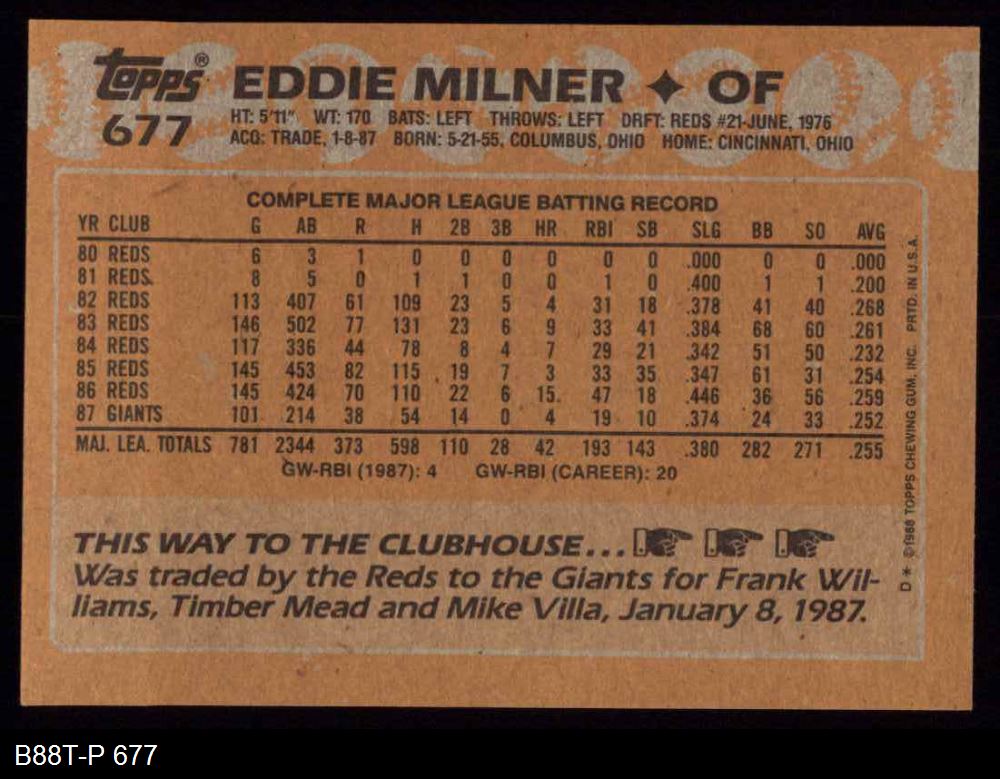 Topps® EDDIE MILNER ✦ OF
677 HT: 5'11" WT: 170 BATS: LEFT THROWS: LEFT DRFT: REDS #21-JUNE, 1976
ACQ: TRADE, 1-8-87 BORN: 5-21-55, COLUMBUS, OHIO HOME: CINCINNATI, OHIO
COMPLETE MAJOR LEAGUE BATTING RECORD
YR CLUB G AB R H 2B 3B HR RBI SB SLG BB SO AVG
80 REDS 6 3 1 0 0 0 0 0 0 .000 0 0 .000
81 REDS 8 5 0 1 1 0 0 1 0 .400 1 1 .200
82 REDS 113 407 61 109 23 5 4 31 18 .378 41 40 .268
83 REDS 146 502 77 131 23 6 9 33 41 .384 68 60 .261
84 REDS 117 336 44 78 8 4 7 29 21 .342 51 50 .232
85 REDS 145 453 82 115 19 7 3 33 35 .347 61 31 .254
86 REDS 145 424 70 110 22 6 15 47 18 .446 36 56 .259
87 GIANTS 101 214 38 54 14 0 4 19 10 .374 24 33 .252
MAJ. LEA. TOTALS 781 2344 373 598 110 28 42 193 143 .380 282 271 .255
GW-RBI (1987): 4 GW-RBI (CAREER): 20
THIS WAY TO THE CLUBHOUSE...
Was traded by the Reds to the Giants for Frank Wil-
liams, Timber Mead and Mike Villa, January 8, 1987.
D * ©1988 TOPPS CHEWING GUM, INC. PRTD. IN U.S.A.
B88T-P 677